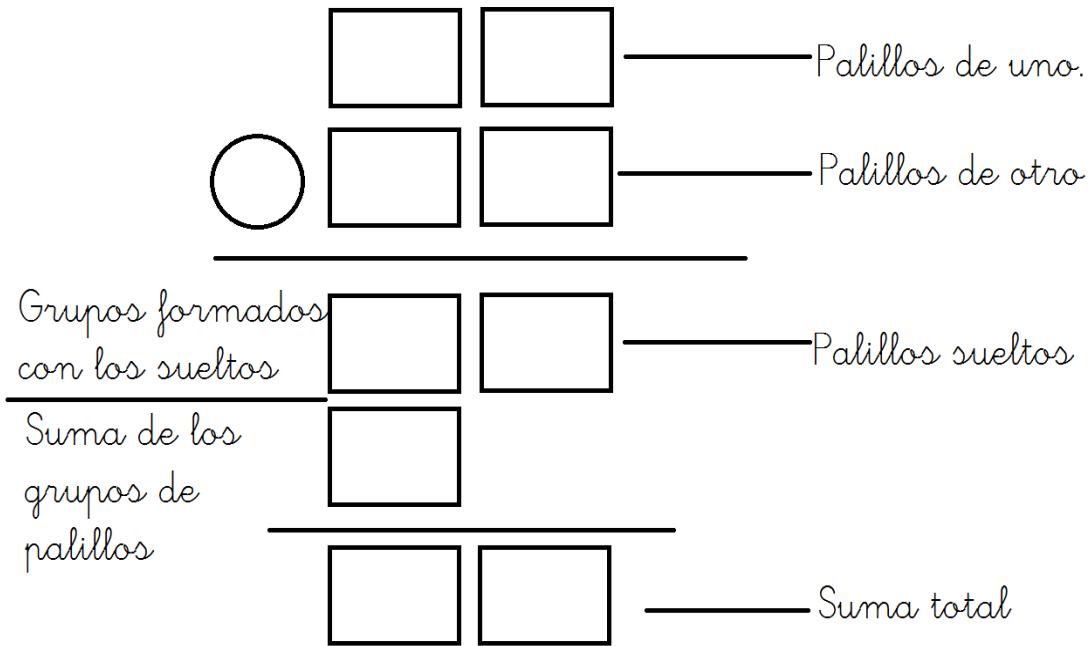 Palillos de uno.
Palillos de otro
Grupos formados
con los sueltos
Palillos sueltos
Suma de los
grupos de
palillos
Suma total